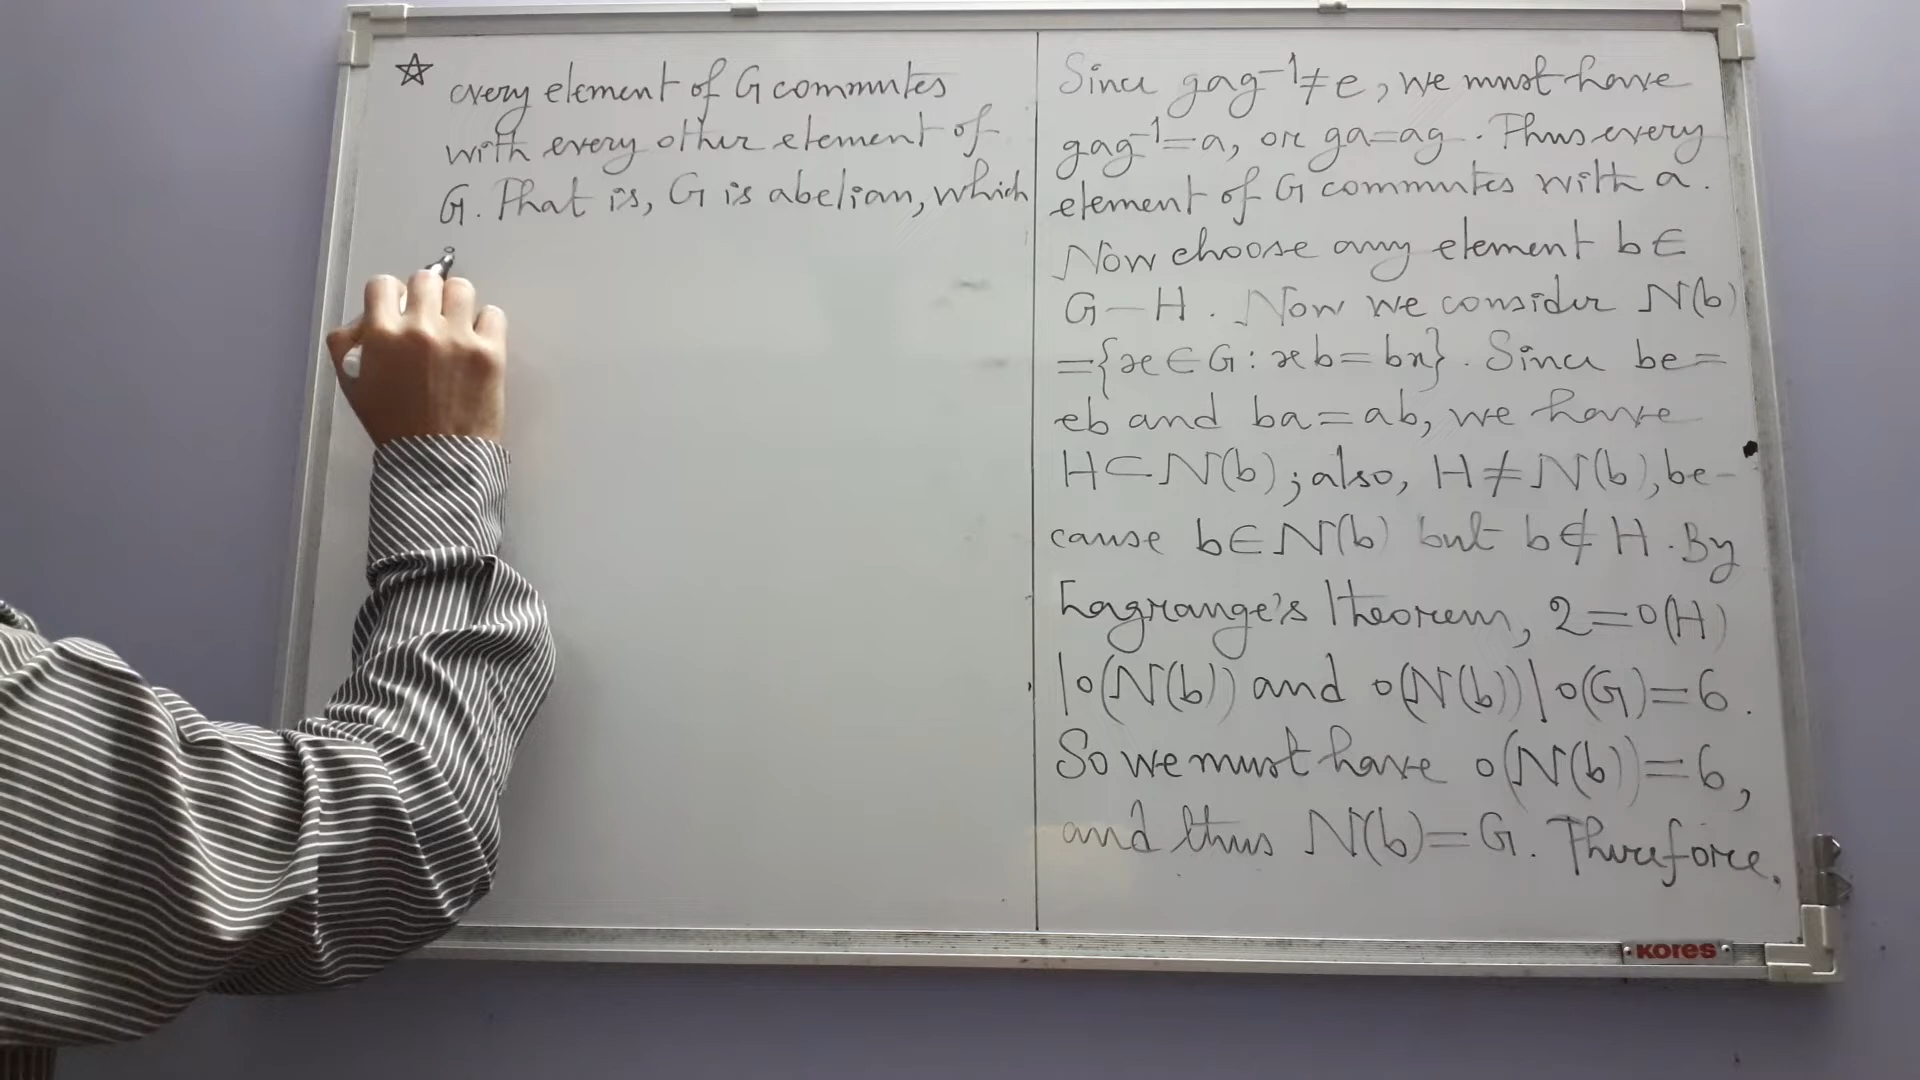 ☆ every element of G commutes
with every other element of
G. That is, G is abelian, which
i
Since gag⁻¹≠e, we must have
gag⁻¹=a, or ga=ag. Thus every
element of G commutes with a.
Now choose any element b∈
G-H. Now we consider N(b)
={x∈G: xb=bx}. Since be=
eb and ba=ab, we have
H⊂N(b); also, H≠N(b), be-
cause b∈N(b) but b∉H. By
Lagrange's theorem, 2=o(H)
|o(N(b)) and o(N(b))|o(G)=6.
So we must have o(N(b))=6,
and thus N(b)=G. Therefore,
KORES